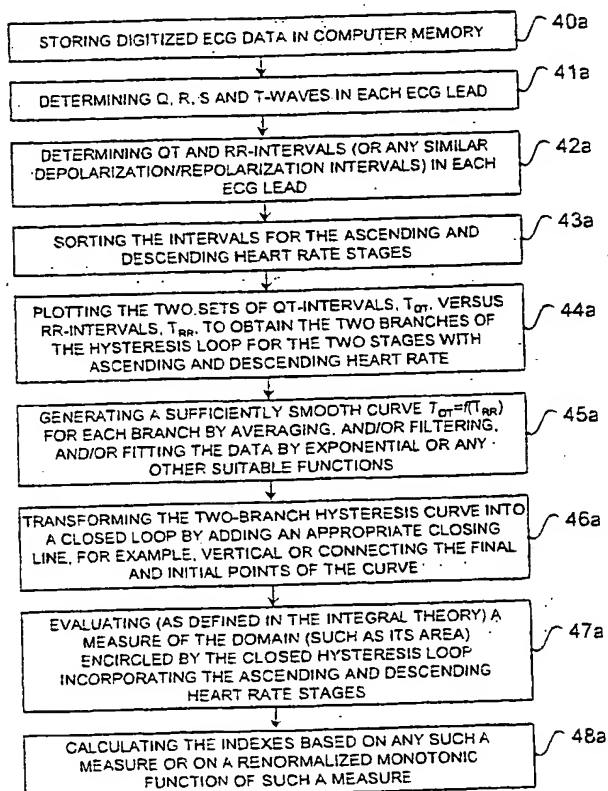 STORING DIGITIZED ECG DATA IN COMPUTER MEMORY
40a
DETERMINING Q, R, S AND T-WAVES IN EACH ECG LEAD
41a
DETERMINING QT AND RR-INTERVALS (OR ANY SIMILAR
DEPOLARIZATION/REPOLARIZATION INTERVALS) IN EACH
ECG LEAD
42a
SORTING THE INTERVALS FOR THE ASCENDING AND
DESCENDING HEART RATE STAGES
43a
PLOTTING THE TWO SETS OF QT-INTERVALS, T_QT, VERSUS
RR-INTERVALS, T_RR, TO OBTAIN THE TWO BRANCHES OF
THE HYSTERESIS LOOP FOR THE TWO STAGES WITH
ASCENDING AND DESCENDING HEART RATE
44a
GENERATING A SUFFICIENTLY SMOOTH CURVE T_QT=f(T_RR)
FOR EACH BRANCH BY AVERAGING, AND/OR FILTERING,
AND/OR FITTING THE DATA BY EXPONENTIAL OR ANY
OTHER SUITABLE FUNCTIONS
45a
TRANSFORMING THE TWO-BRANCH HYSTERESIS CURVE INTO
A CLOSED LOOP BY ADDING AN APPROPRIATE CLOSING
LINE, FOR EXAMPLE, VERTICAL OR CONNECTING THE FINAL
AND INITIAL POINTS OF THE CURVE
46a
EVALUATING (AS DEFINED IN THE INTEGRAL THEORY) A
MEASURE OF THE DOMAIN (SUCH AS ITS AREA)
ENCIRCLED BY THE CLOSED HYSTERESIS LOOP
INCORPORATING THE ASCENDING AND DESCENDING
HEART RATE STAGES
47a
CALCULATING THE INDEXES BASED ON ANY SUCH A
MEASURE OR ON A RENORMALIZED MONOTONIC
FUNCTION OF SUCH A MEASURE
48a